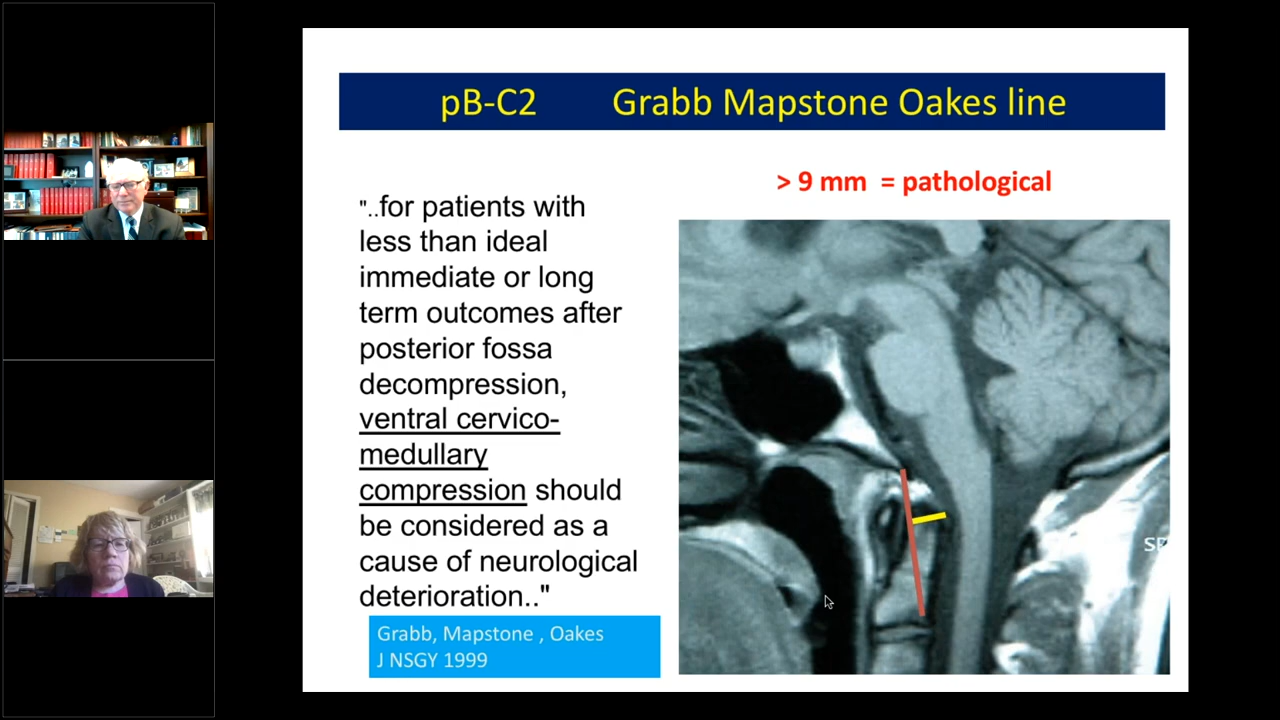 pB-C2 Grabb Mapstone Oakes line
> 9 mm = pathological
"..for patients with
less than ideal
immediate or long
term outcomes after
posterior fossa
decompression,
ventral cervico-
medullary
compression should
be considered as a
cause of neurological
deterioration.."
Grabb, Mapstone , Oakes
J NSGY 1999